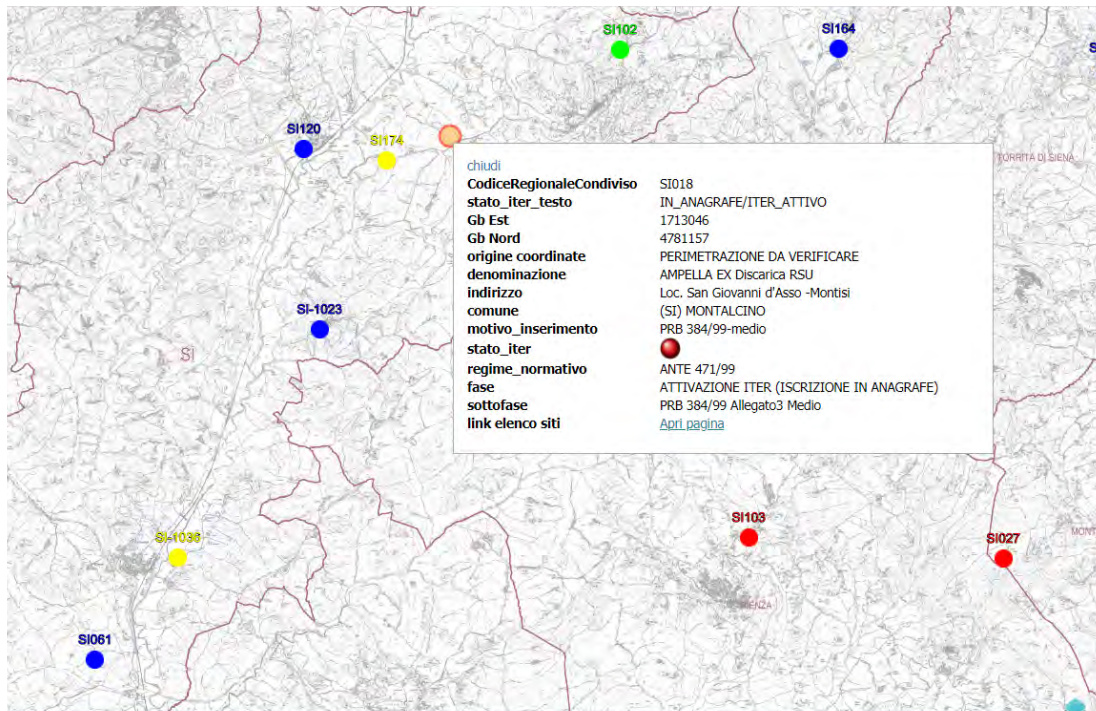 SI102
SI164
S
SI120
SI174
TORRITA DI SIENA
chiudi
CodiceRegionaleCondiviso SI018
stato_iter_testo IN_ANAGRAFE/ITER_ATTIVO
Gb Est 1713046
Gb Nord 4781157
origine coordinate PERIMETRAZIONE DA VERIFICARE
denominazione AMPELLA EX Discarica RSU
indirizzo Loc. San Giovanni d'Asso -Montisi
comune (SI) MONTALCINO
motivo_inserimento PRB 384/99-medio
stato_iter
regime_normativo ANTE 471/99
fase ATTIVAZIONE ITER (ISCRIZIONE IN ANAGRAFE)
sottofase PRB 384/99 Allegato3 Medio
link elenco siti Apri pagina
SI-1023
SI
SI103
SI-1036
SI027
MONT
PIENZA
SI061